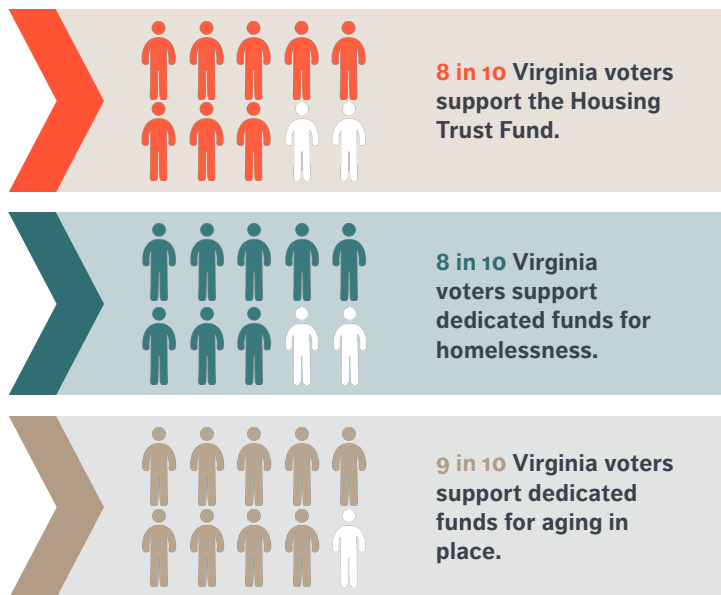 8 in 10 Virginia voters
support the Housing
Trust Fund.
8 in 10 Virginia
voters support
dedicated funds for
homelessness.
9 in 10 Virginia voters
support dedicated
funds for aging in
place.